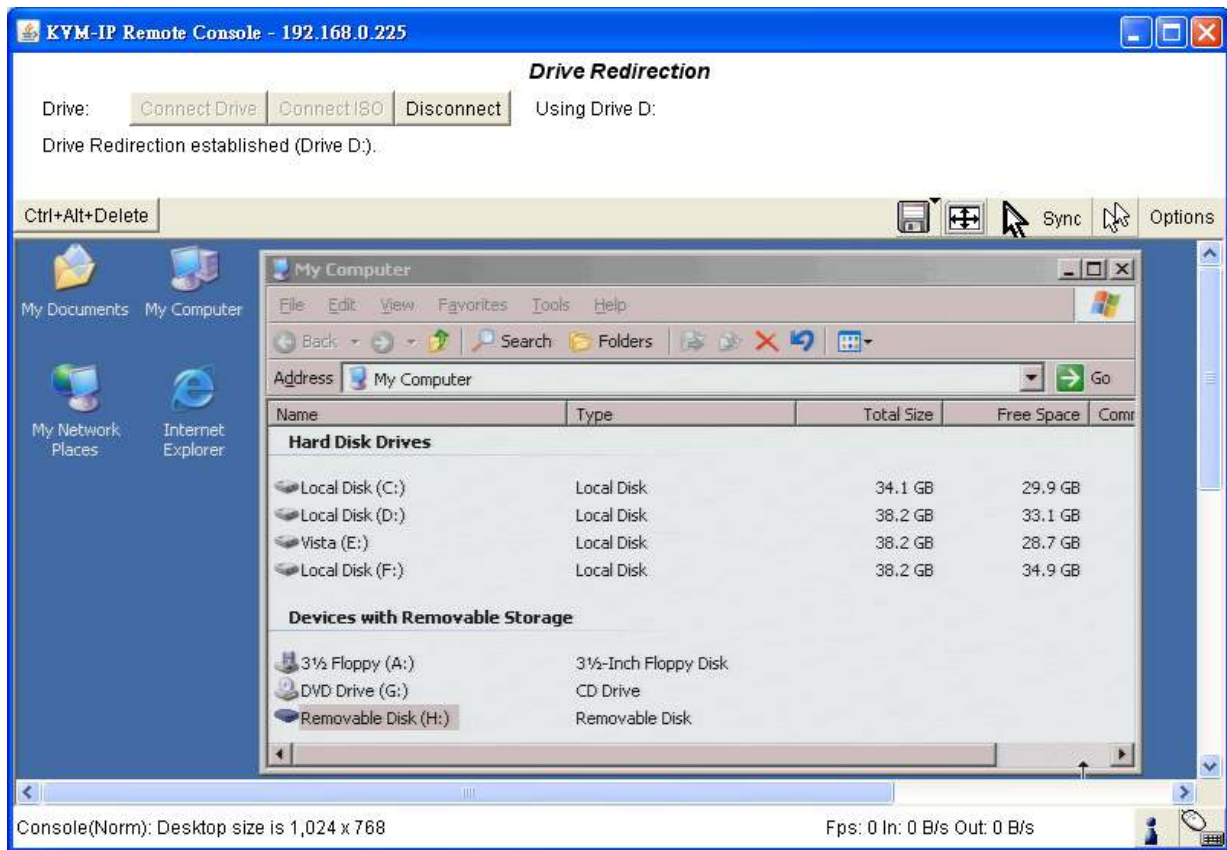 KVM-IP Remote Console - 192.168.0.225
Drive Redirection
Drive: Connect Drive Connect ISO Disconnect Using Drive D:
Drive Redirection established (Drive D:).
Ctrl+Alt+Delete Sync Options
My Documents My Computer
My Network Places
Internet Explorer
My Computer
File Edit View Favorites Tools Help
Back Search Folders
Address My Computer Go
Name Type Total Size Free Space Comm
Hard Disk Drives
Local Disk (C:) Local Disk 34.1 GB 29.9 GB
Local Disk (D:) Local Disk 38.2 GB 33.1 GB
Vista (E:) Local Disk 38.2 GB 28.7 GB
Local Disk (F:) Local Disk 38.2 GB 34.9 GB
Devices with Removable Storage
3½ Floppy (A:) 3½-Inch Floppy Disk
DVD Drive (G:) CD Drive
Removable Disk (H:) Removable Disk
Console(Norm): Desktop size is 1,024 x 768 Fps: 0 In: 0 B/s Out: 0 B/s